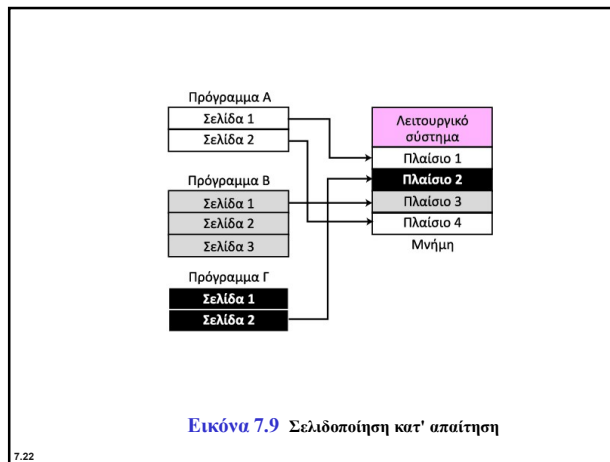 Πρόγραμμα Α
Σελίδα 1
Σελίδα 2
Πρόγραμμα Β
Σελίδα 1
Σελίδα 2
Σελίδα 3
Πρόγραμμα Γ
Σελίδα 1
Σελίδα 2
Λειτουργικό
σύστημα
Πλαίσιο 1
Πλαίσιο 2
Πλαίσιο 3
Πλαίσιο 4
Μνήμη
Εικόνα 7.9 Σελιδοποίηση κατ' απαίτηση
7.22